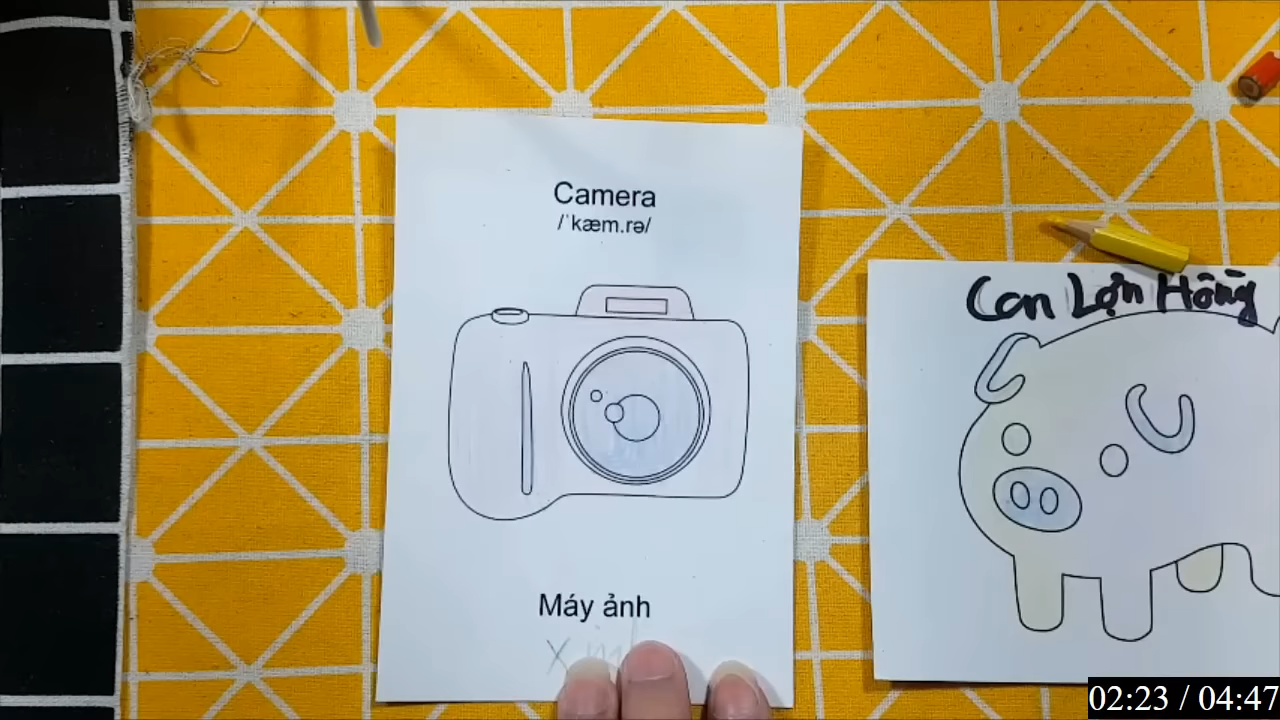 Camera
/ˈkæm.rə/
Máy ảnh
Con Lợn Hồng
02:23 / 04:47